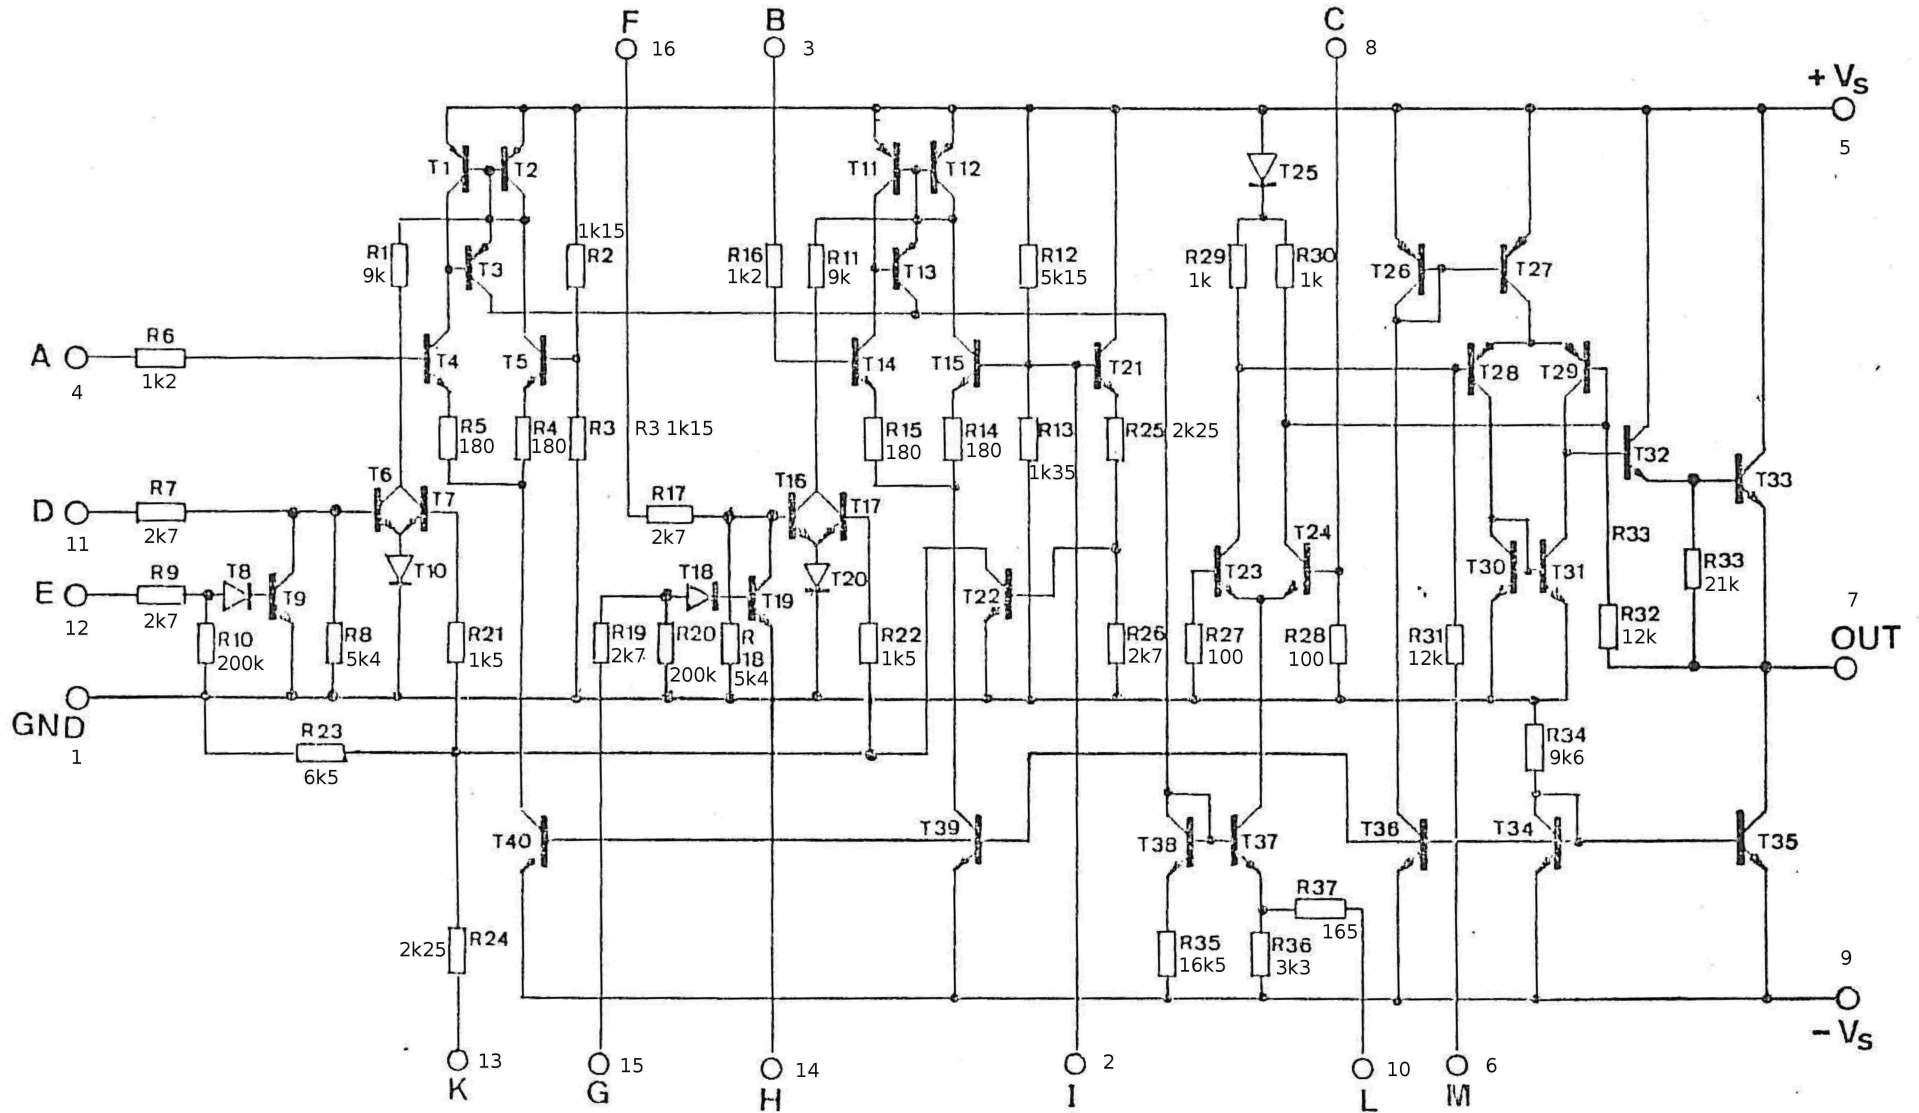 F
16
B
3
C
8
+ Vs
5
T1
T2
T11
T12
T25
1k15
R1
9k
T3
R2
R16
1k2
R11
9k
T13
R12
5k15
R29
1k
R30
1k
T26
T27
A
4
R6
1k2
T4
T5
T14
T15
T21
T28
T29
R5
180
R4
180
R3
R3 1k15
R15
180
R14
180
R13
1k35
R25
2k25
T32
T33
D
11
R7
2k7
T6
T7
R17
2k7
T16
T17
T24
R33
E
12
R9
2k7
T8
T9
T10
T18
T19
T20
T22
T23
T30
T31
R33
21k
R10
200k
R8
5k4
R21
1k5
R19
2k7
R20
200k
R
18
5k4
R22
1k5
R26
2k7
R27
100
R28
100
R31
12k
R32
12k
7
OUT
GND
1
R23
6k5
R34
9k6
T40
T39
T38
T37
T36
T34
T35
R37
165
2k25
R24
R35
16k5
R36
3k3
9
- Vs
K
13
G
15
H
14
I
2
L
10
M
6